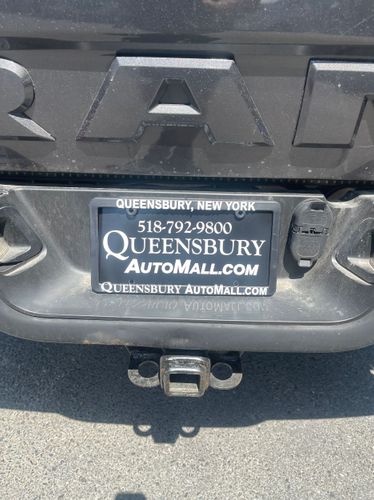 RAM
QUEENSBURY, NEW YORK
518-792-9800
QUEENSBURY
AUTOMALL.COM
QUEENSBURY AUTOMALL.COM